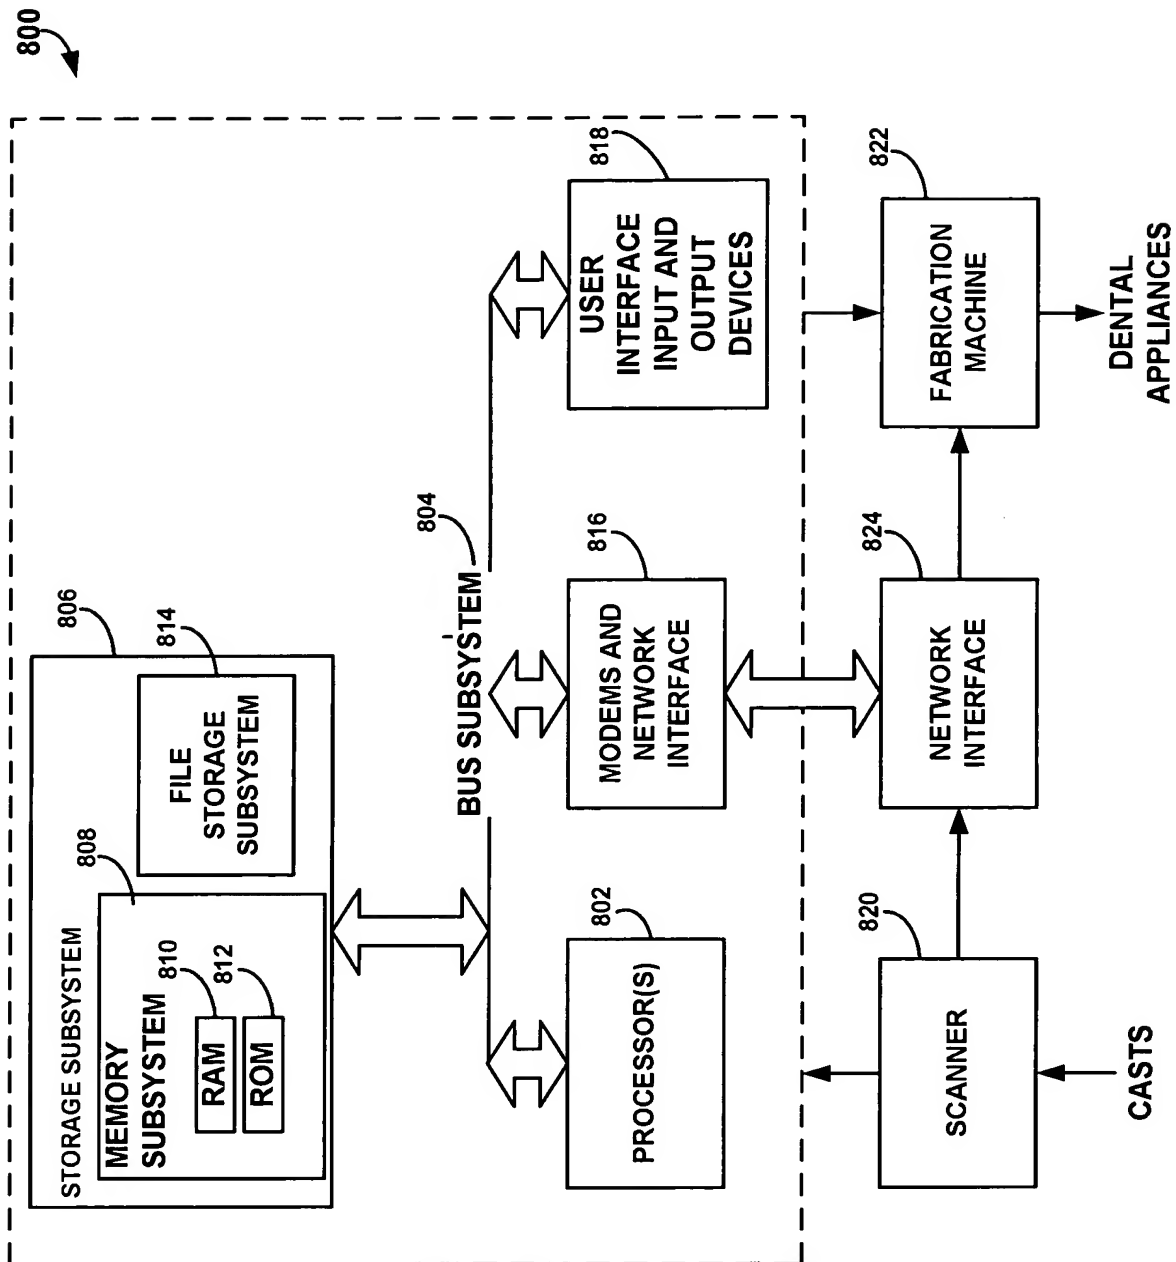 800
806
STORAGE SUBSYSTEM
808
MEMORY
SUBSYSTEM
810
RAM
812
ROM
814
FILE
STORAGE
SUBSYSTEM
804
BUS SUBSYSTEM
802
PROCESSOR(S)
816
MODEMS AND
NETWORK
INTERFACE
818
USER
INTERFACE
INPUT AND
OUTPUT
DEVICES
820
SCANNER
824
NETWORK
INTERFACE
822
FABRICATION
MACHINE
CASTS
DENTAL
APPLIANCES